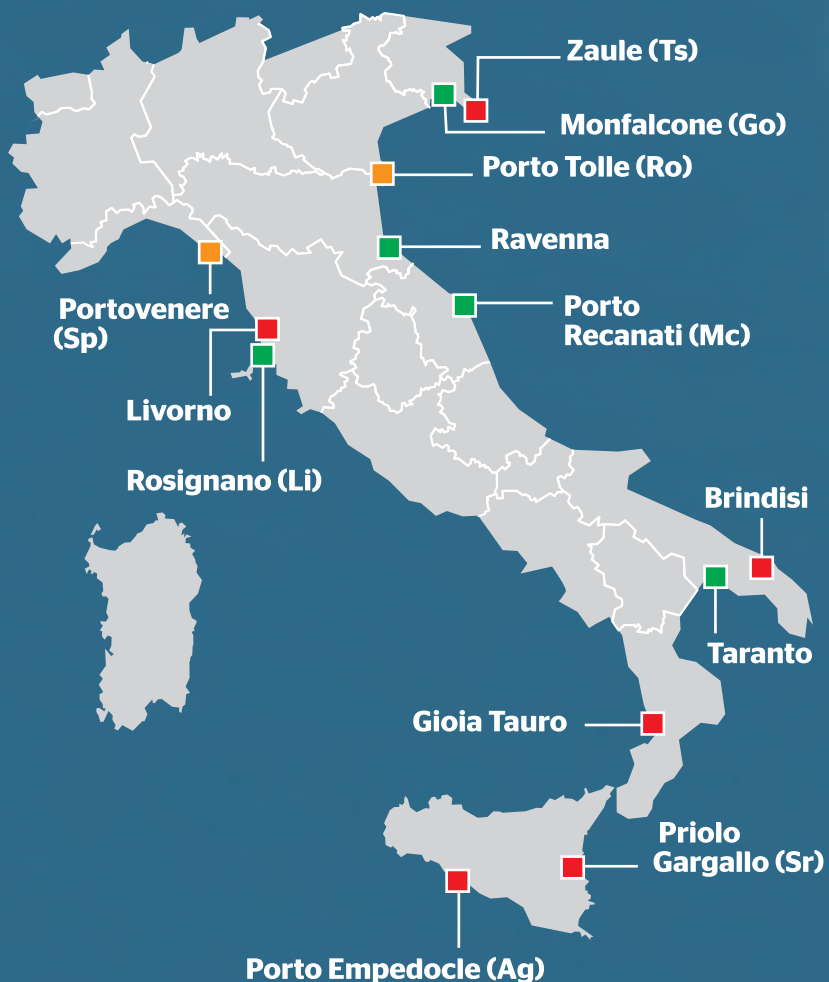 Zaule (Ts)
Monfalcone (Go)
Porto Tolle (Ro)
Ravenna
Portovenere
(Sp)
Porto
Recanati (Mc)
Livorno
Rosignano (Li)
Brindisi
Taranto
Gioia Tauro
Priolo
Gargallo (Sr)
Porto Empedocle (Ag)